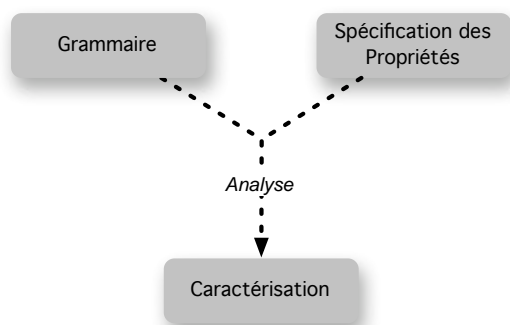 Grammaire
Spécification des
Propriétés
Analyse
Caractérisation